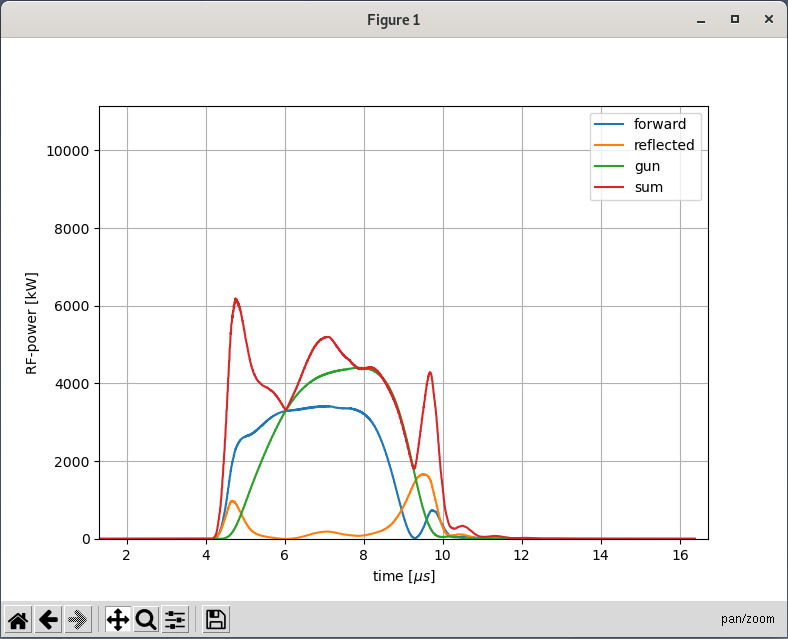 Figure 1
forward
reflected
gun
sum
10000
8000
6000
4000
2000
0
RF-power [kW]
2 4 6 8 10 12 14 16
time [μs]
pan/zoom